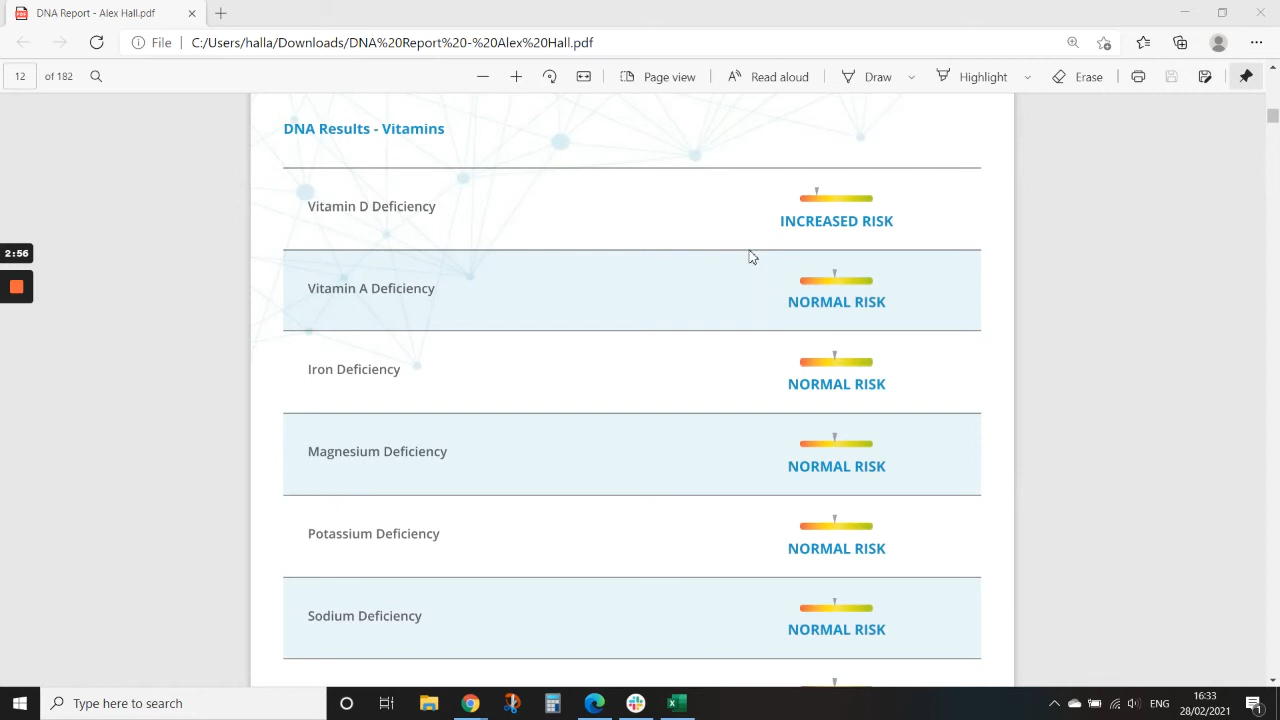 DNA Report - Alex Hall.pdf
File
C:/Users/halla/Downloads/DNA%20Report%20-%20Alex%20Hall.pdf
12 of 182
Page view
Read aloud
Draw
Highlight
Erase
DNA Results - Vitamins
Vitamin D Deficiency
INCREASED RISK
2:56
Vitamin A Deficiency
NORMAL RISK
Iron Deficiency
NORMAL RISK
Magnesium Deficiency
NORMAL RISK
Potassium Deficiency
NORMAL RISK
Sodium Deficiency
NORMAL RISK
Type here to search
ENG
16:33
28/02/2021
1